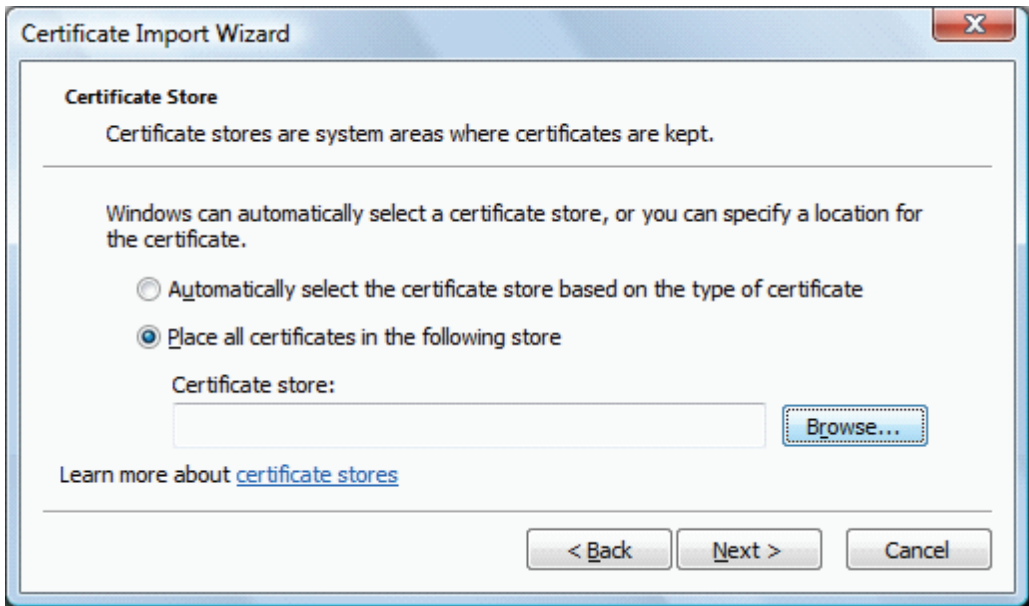 Certificate Import Wizard
Certificate Store
Certificate stores are system areas where certificates are kept.
Windows can automatically select a certificate store, or you can specify a location for
the certificate.
Automatically select the certificate store based on the type of certificate
Place all certificates in the following store
Certificate store:
Browse...
Learn more about certificate stores
< Back Next > Cancel